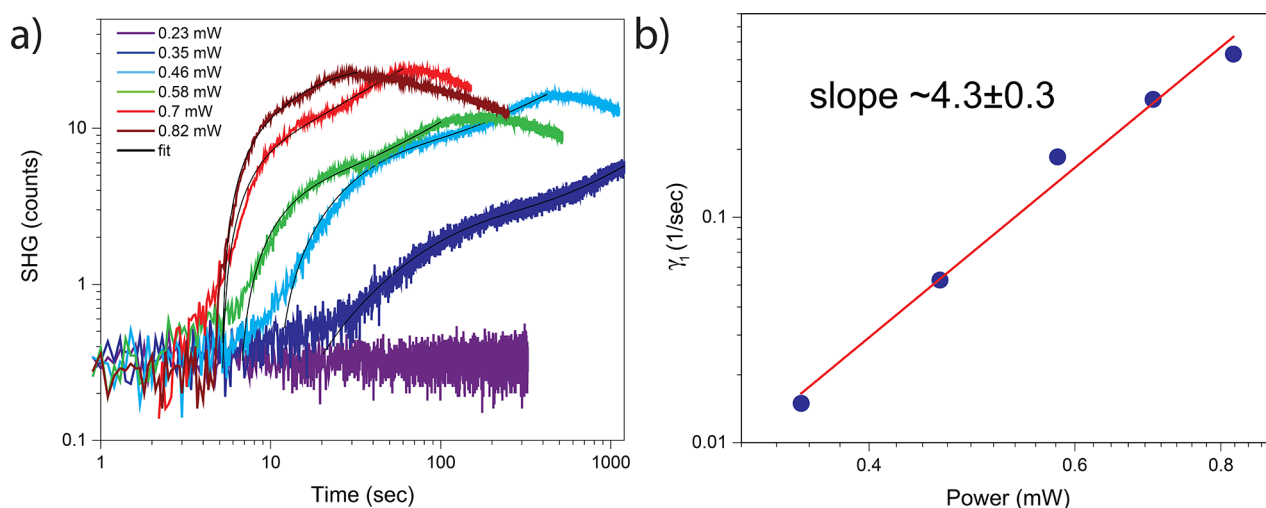 a)
0.23 mW
0.35 mW
0.46 mW
0.58 mW
0.7 mW
0.82 mW
fit
SHG (counts)
10
1
0.1
1
10
100
1000
Time (sec)
b)
slope ~4.3±0.3
γ₁ (1/sec)
0.1
0.01
0.4
0.6
0.8
Power (mW)